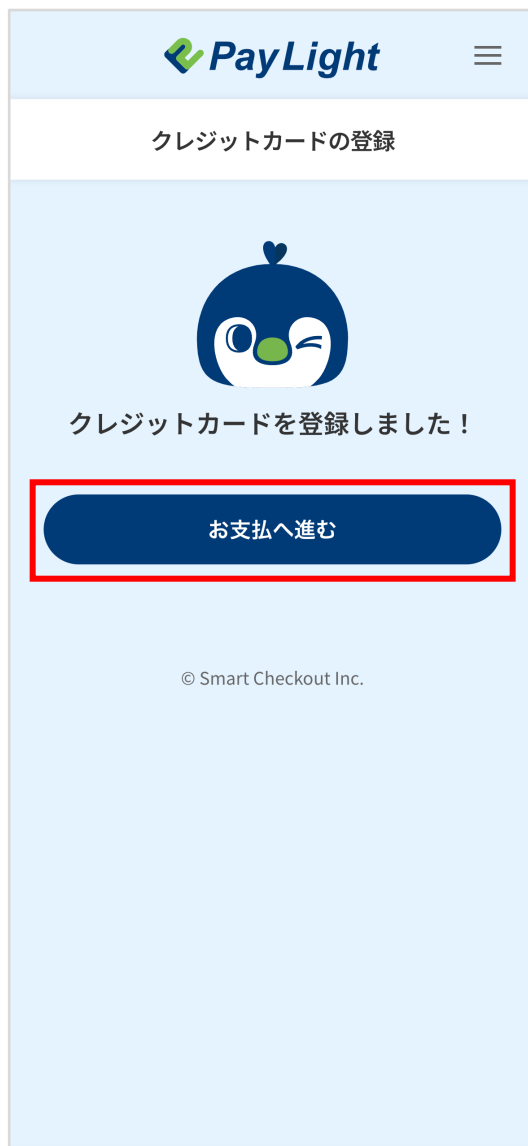 PayLight
クレジットカードの登録
クレジットカードを登録しました！
お支払へ進む
© Smart Checkout Inc.